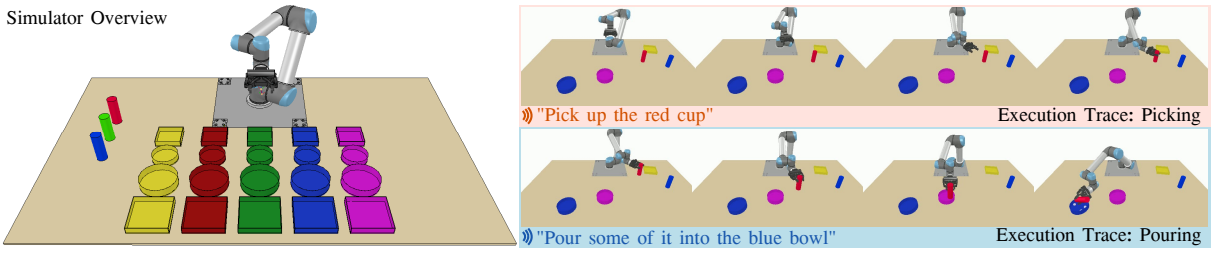 Simulator Overview
"Pick up the red cup"
Execution Trace: Picking
"Pour some of it into the blue bowl"
Execution Trace: Pouring